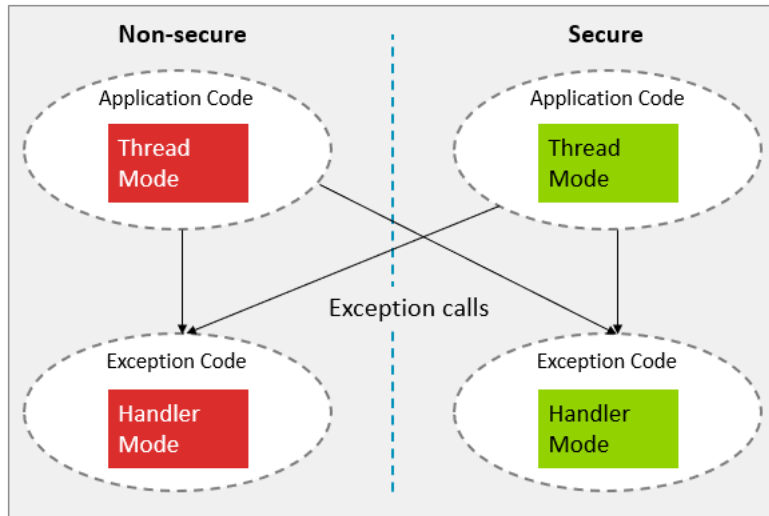 Non-secure
Secure
Application Code
Thread
Mode
Application Code
Thread
Mode
Exception calls
Exception Code
Handler
Mode
Exception Code
Handler
Mode